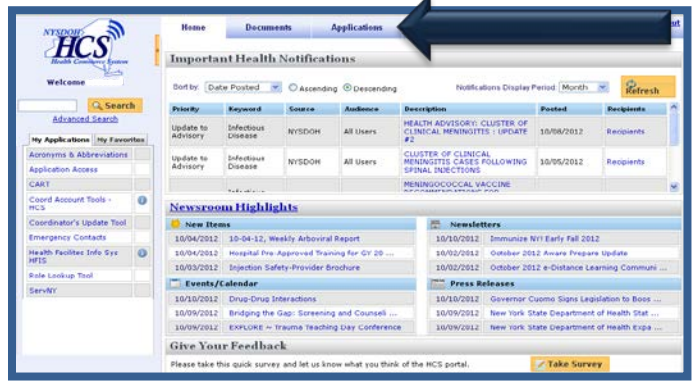 NYSDOH
HCS
Health Commerce System
Home Documents Applications
Welcome
Search
Advanced Search
My Applications My Favorites
Acronyms & Abbreviations
Application Access
CART
Coord Account Tools - HCS
Coordinator's Update Tool
Emergency Contacts
Health Facilites Info Sys HFIS
Role Lookup Tool
ServNY
Important Health Notifications
Sort by: Date Posted Ascending Descending Notifications Display Period Month Refresh
Priority Keyword Source Audience Description Posted Recipients
Update to Advisory Infectious Disease NYSDOH All Users HEALTH ADVISORY: CLUSTER OF CLINICAL MENINGITIS : UPDATE #2 10/08/2012 Recipients
Update to Advisory Infectious Disease NYSDOH All Users CLUSTER OF CLINICAL MENINGITIS CASES FOLLOWING SPINAL INJECTIONS 10/05/2012 Recipients
MENINGOCOCCAL VACCINE
Newsroom Highlights
New Items
10/04/2012 10-04-12, Weekly Arboviral Report
10/04/2012 Hospital Pre-Approved Training for GY 20 ...
10/03/2012 Injection Safety-Provider Brochure
Newsletters
10/10/2012 Immunize NY! Early Fall 2012
10/02/2012 October 2012 Aware Prepare Update
10/02/2012 October 2012 e-Distance Learning Communi ...
Events/Calendar
10/10/2012 Drug-Drug Interactions
10/09/2012 Bridging the Gap: Screening and Counseli ...
10/09/2012 EXPLORE ~ Trauma Teaching Day Conference
Press Releases
10/10/2012 Governor Cuomo Signs Legislation to Boos ...
10/09/2012 New York State Department of Health Stat ...
10/09/2012 New York State Department of Health Expa ...
Give Your Feedback
Please take this quick survey and let us know what you think of the HCS portal. Take Survey